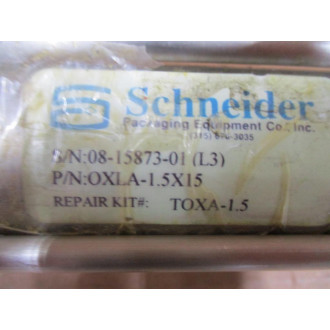 Schneider
Packaging Equipment Co., Inc.
S/N:08-15873-01 (L3)
P/N:OXLA-1.5X15
REPAIR KIT#: TOXA-1.5